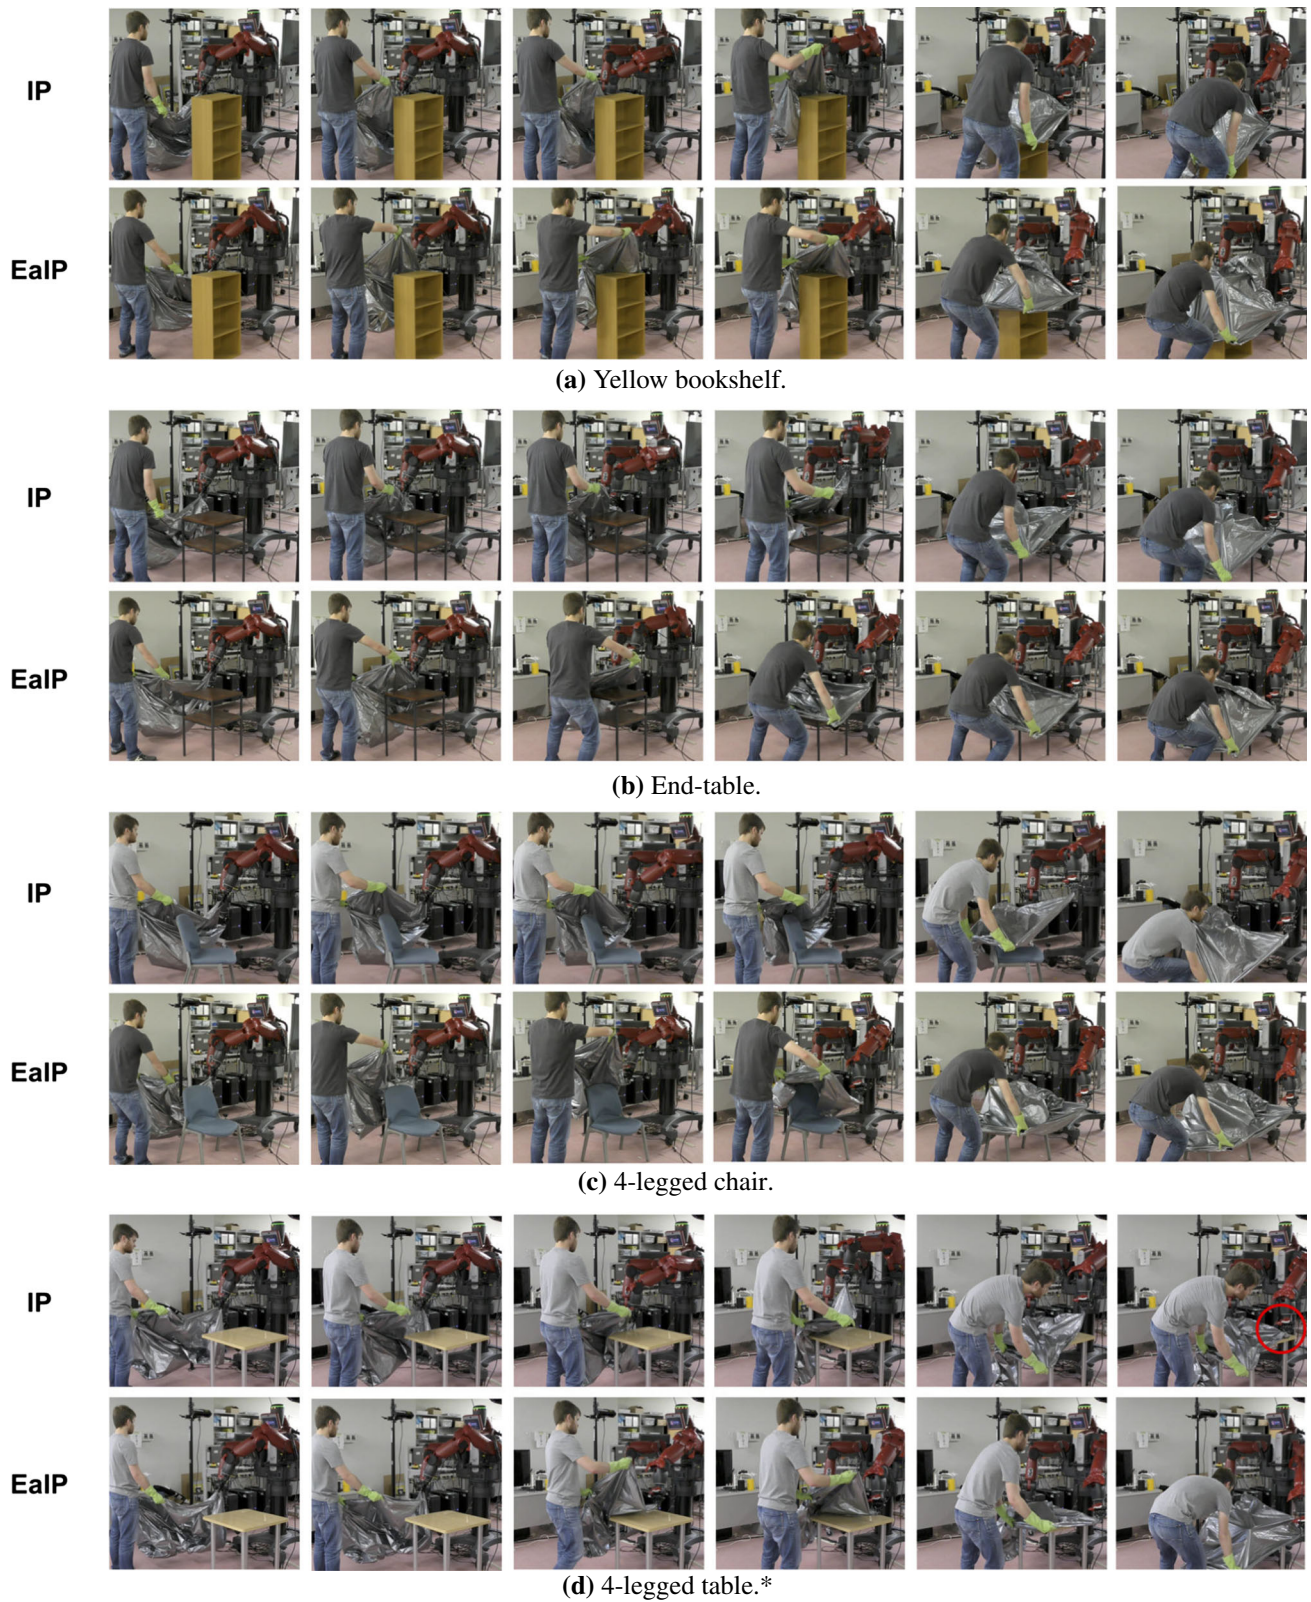 IP
EaIP
(a) Yellow bookshelf.
IP
EaIP
(b) End-table.
IP
EaIP
(c) 4-legged chair.
IP
EaIP
(d) 4-legged table.*